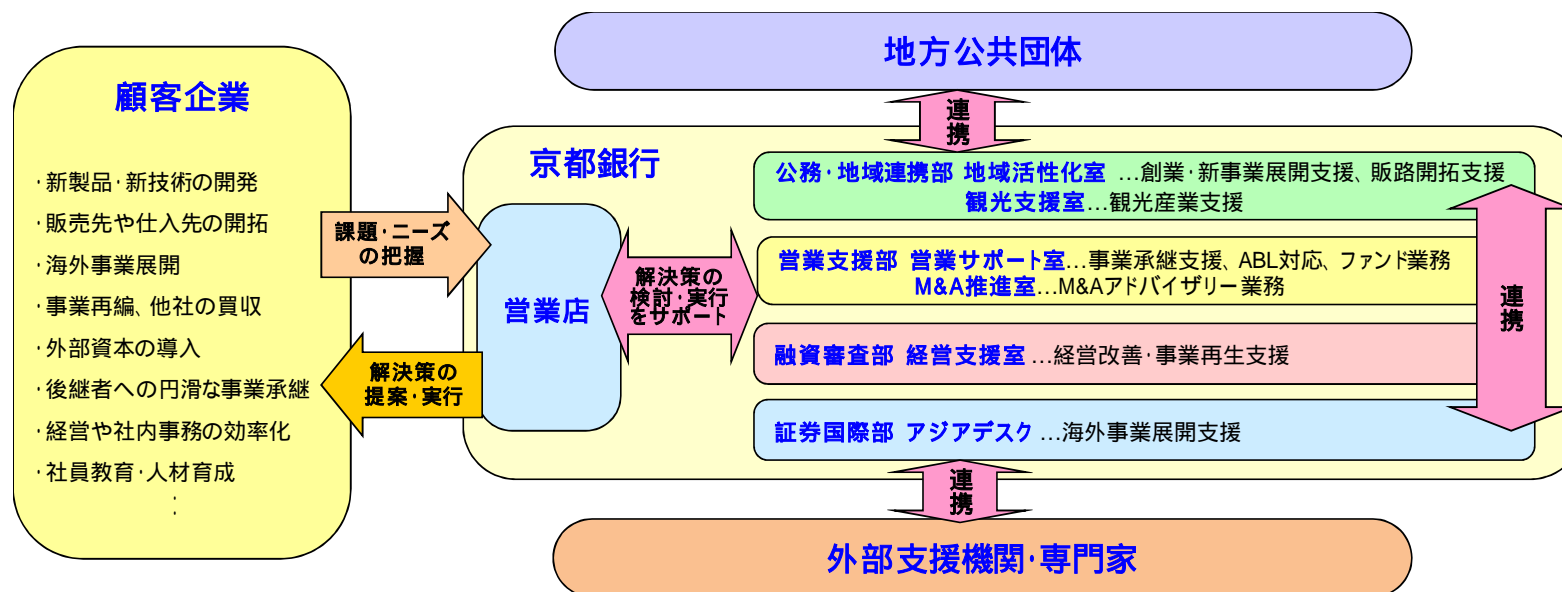 地方公共団体
顧客企業
・新製品・新技術の開発
・販売先や仕入先の開拓
・海外事業展開
・事業再編、他社の買収
・外部資本の導入
・後継者への円滑な事業承継
・経営や社内事務の効率化
・社員教育・人材育成
：
課題・ニーズ
の把握
解決策の
提案・実行
連
携
京都銀行
営業店
解決策の
検討・実行
をサポート
公務・地域連携部 地域活性化室 …創業・新事業展開支援、販路開拓支援
観光支援室…観光産業支援
営業支援部 営業サポート室…事業承継支援、ABL対応、ファンド業務
M&A推進室…M&Aアドバイザリー業務
融資審査部 経営支援室 …経営改善・事業再生支援
証券国際部 アジアデスク …海外事業展開支援
連
携
連
携
外部支援機関・専門家